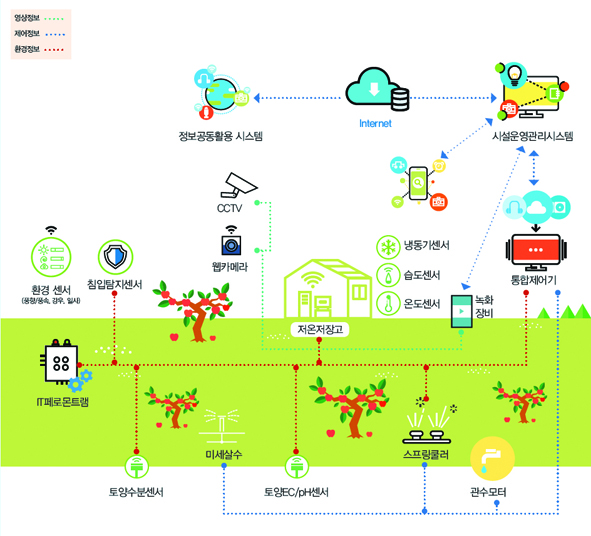 영상정보
제어정보
환경정보
정보공동활용 시스템
Internet
시설운영관리시스템
CCTV
웹카메라
환경 센서
(풍향/풍속, 강우, 일사)
침입탐지센서
냉동기센서
습도센서
온도센서
녹화
장비
통합제어기
저온저장고
IT페로몬트랩
미세살수
스프링쿨러
토양수분센서
토양EC/pH센서
관수모터